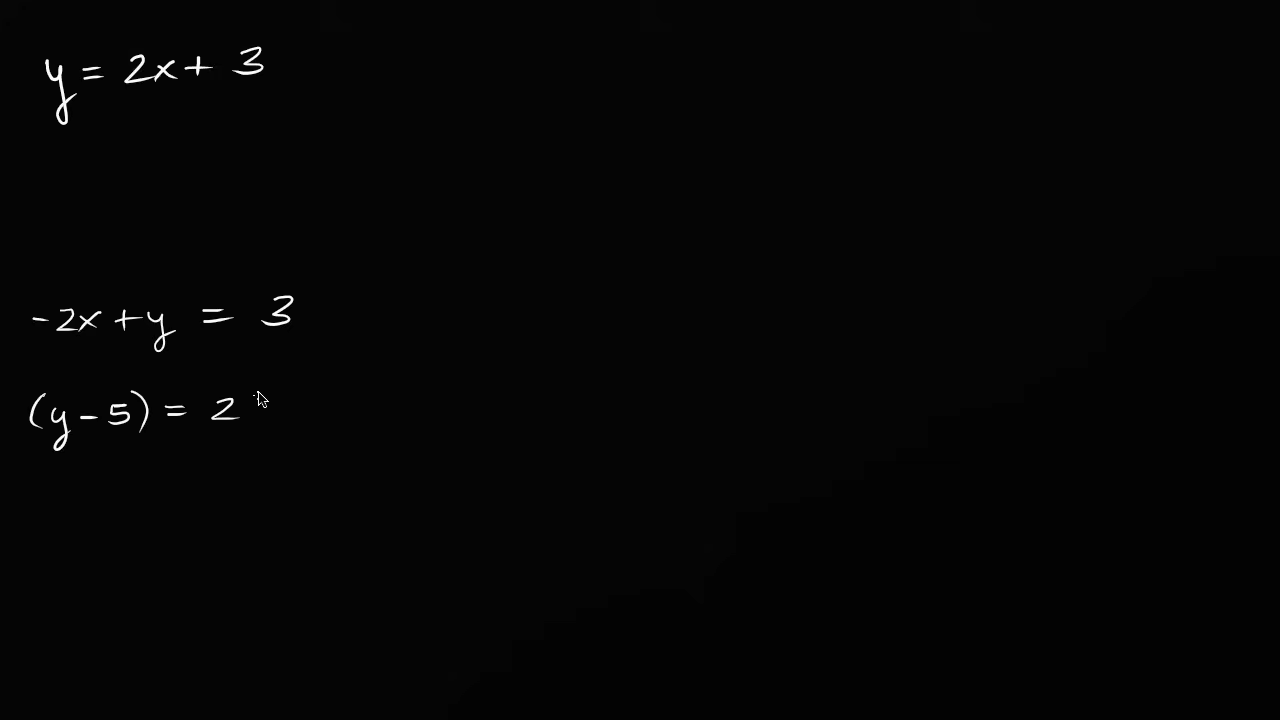 y = 2x + 3
-2x + y = 3
(y - 5) = 2